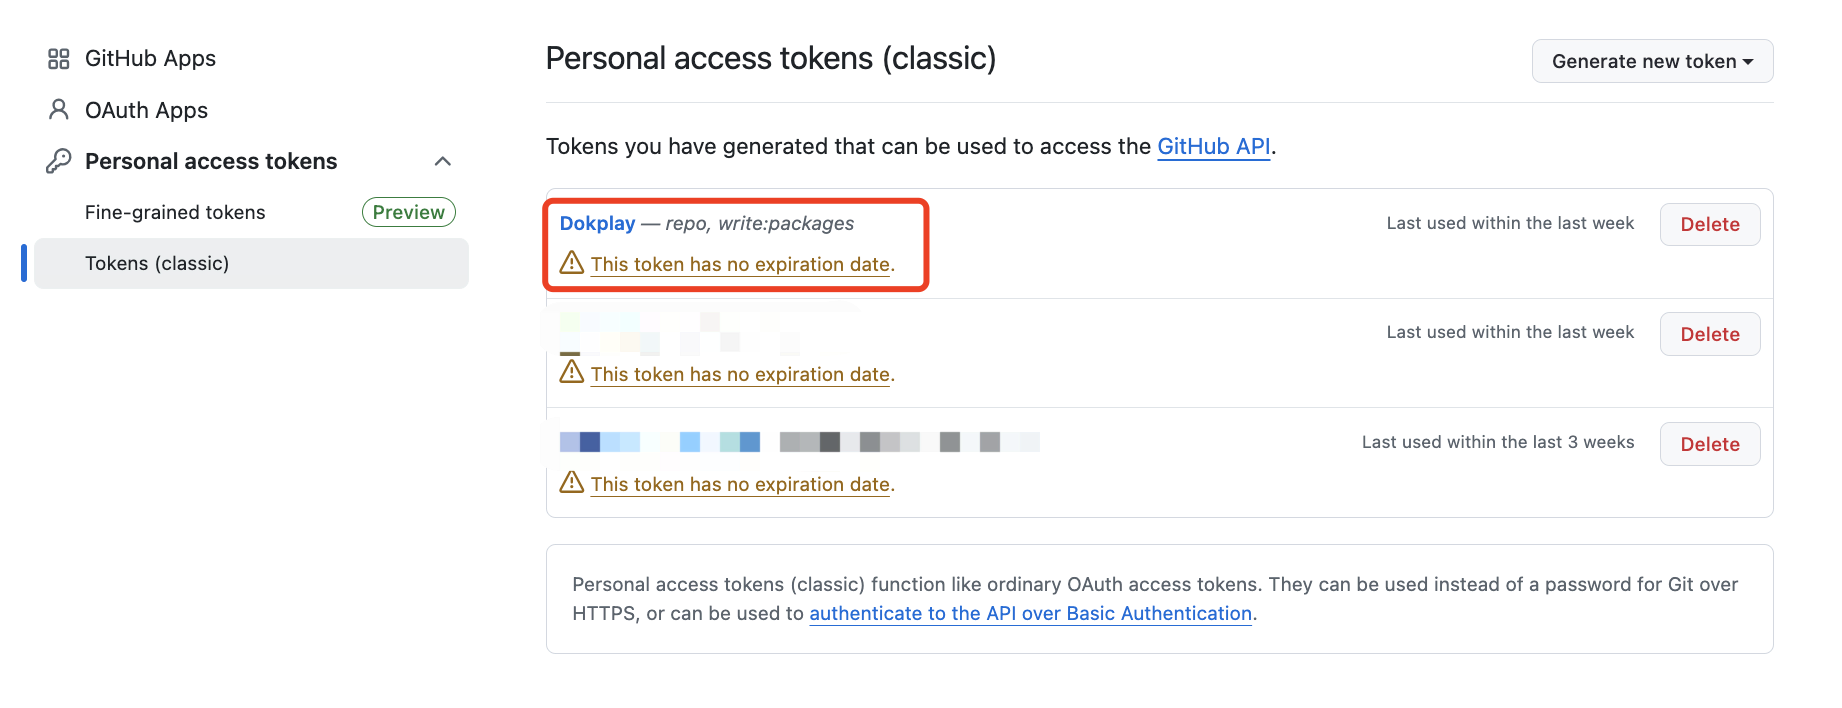 GitHub Apps
OAuth Apps
Personal access tokens
Fine-grained tokens Preview
Tokens (classic)
Personal access tokens (classic)
Generate new token
Tokens you have generated that can be used to access the GitHub API.
Dokplay — repo, write:packages
Last used within the last week
Delete
This token has no expiration date.
Last used within the last week
Delete
This token has no expiration date.
Last used within the last 3 weeks
Delete
This token has no expiration date.
Personal access tokens (classic) function like ordinary OAuth access tokens. They can be used instead of a password for Git over
HTTPS, or can be used to authenticate to the API over Basic Authentication.